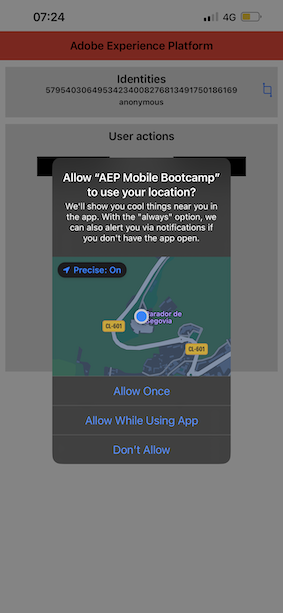 07:24
4G
Adobe Experience Platform
Identities
57954030649534234008276813491750186169
anonymous
User actions
Allow “AEP Mobile Bootcamp”
to use your location?
We'll show you cool things near you in
the app. With the "always" option, we
can also alert you via notifications if
you don't have the app open.
Precise: On
arador de
egovia
CL-601
CL-601
Allow Once
Allow While Using App
Don't Allow